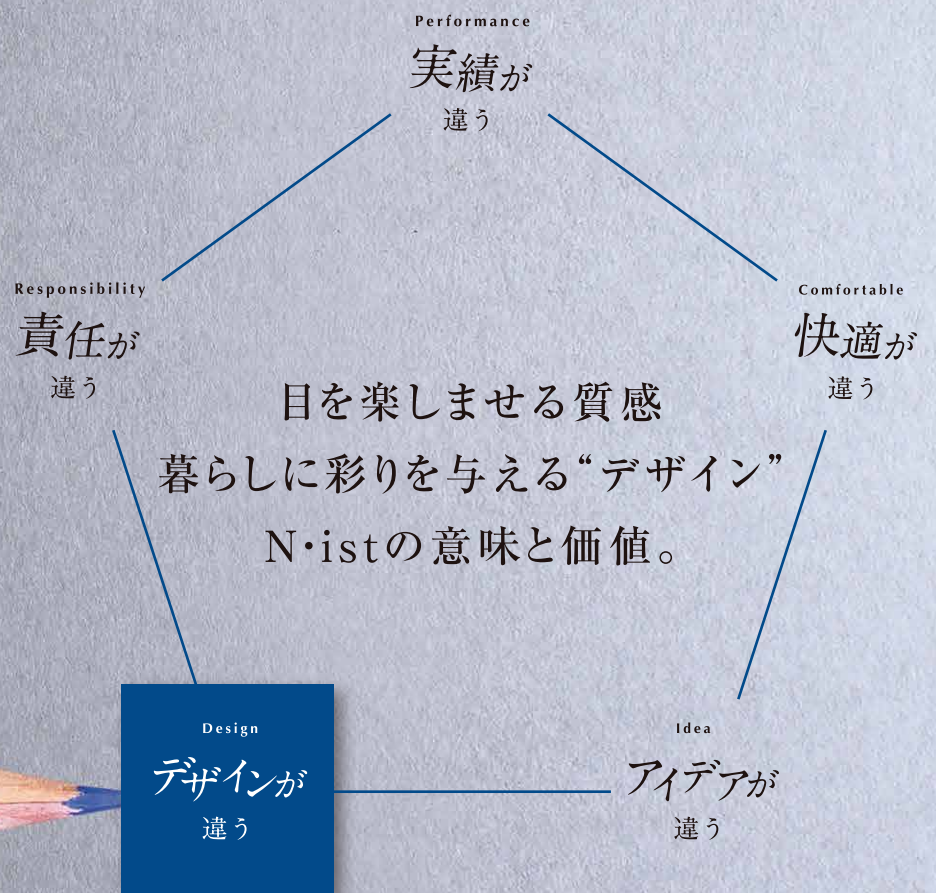 Performance
実績が
違う
Responsibility
責任が
違う
Comfortable
快適が
違う
目を楽しませる質感
暮らしに彩りを与える“デザイン”
N・istの意味と価値。
Design
デザインが
違う
Idea
アイデアが
違う